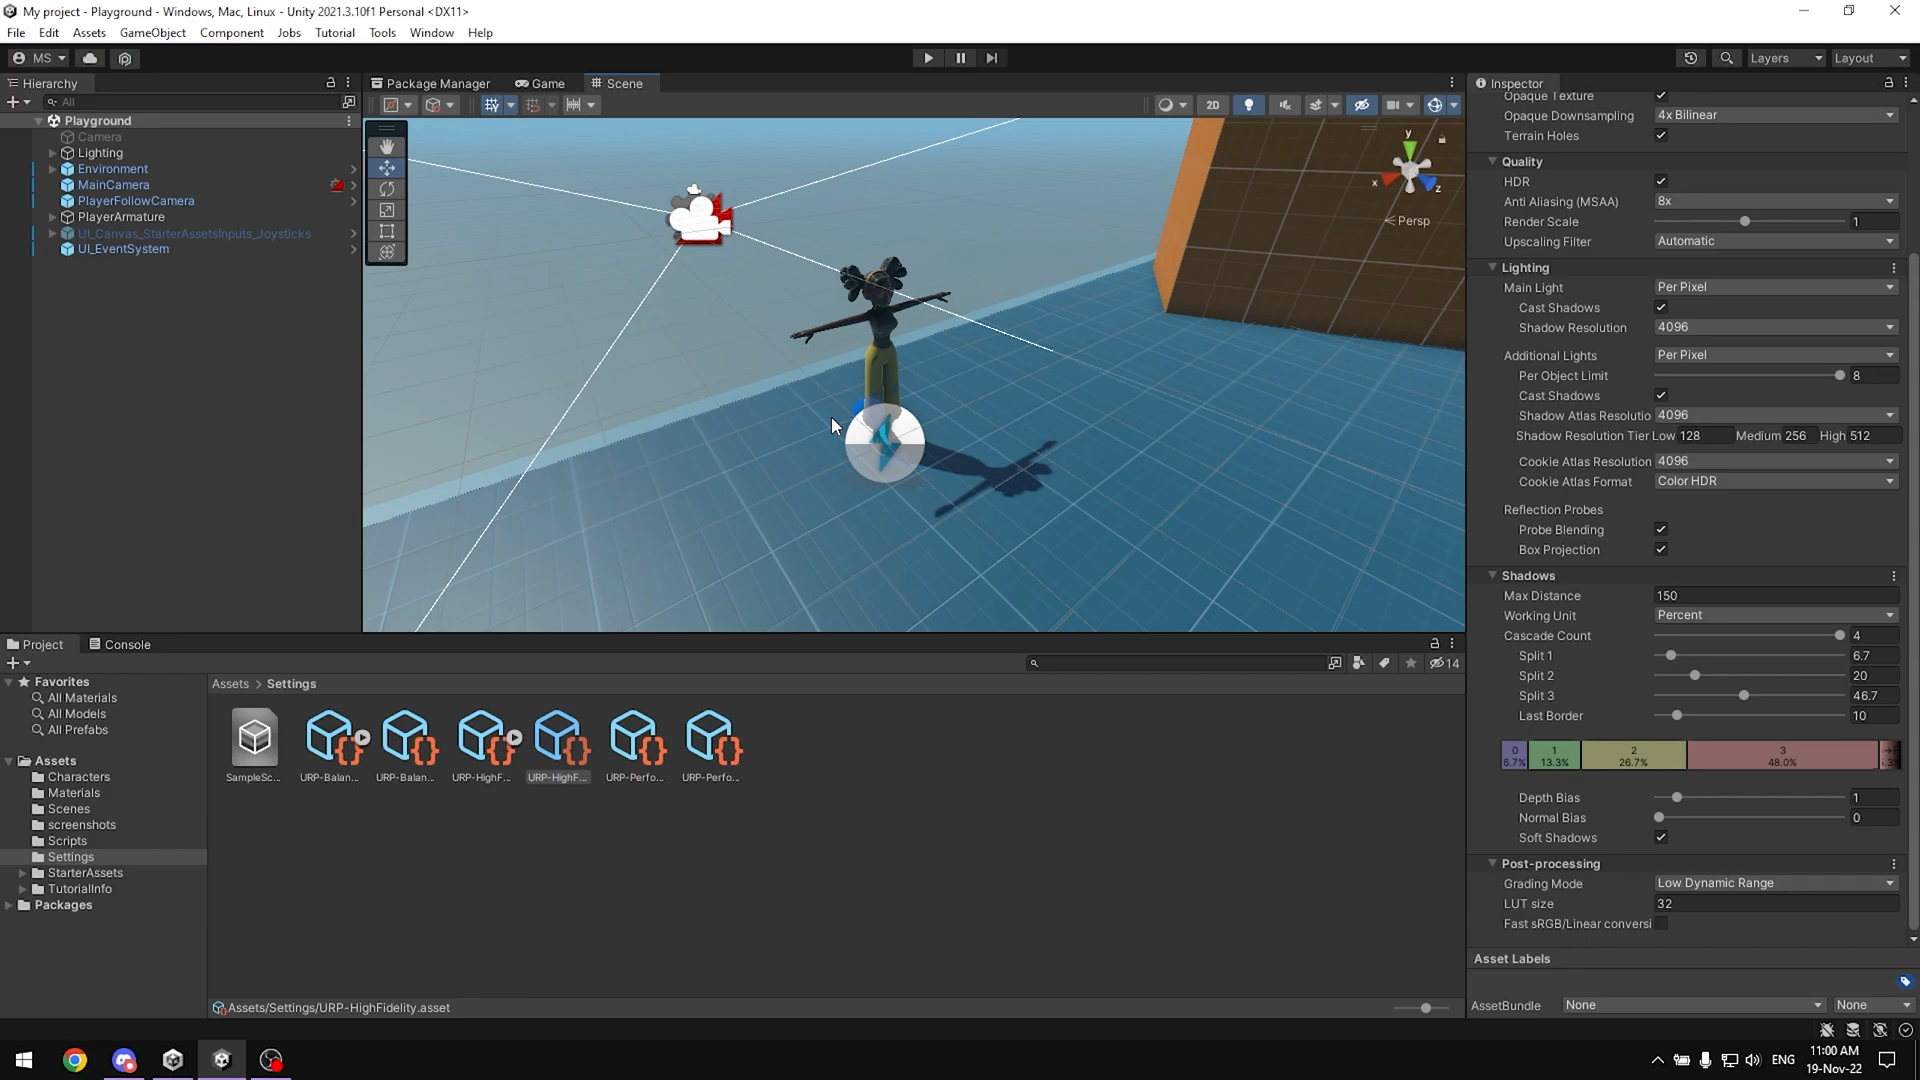 My project - Playground - Windows, Mac, Linux - Unity 2021.3.10f1 Personal <DX11>
File Edit Assets GameObject Component Jobs Tutorial Tools Window Help
MS
Layers
Layout
Hierarchy
All
Playground
Camera
Lighting
Environment
MainCamera
PlayerFollowCamera
PlayerArmature
UI_Canvas_StarterAssetsInputs_Joysticks
UI_EventSystem
Package Manager Game Scene
2D
y
x
z
Persp
Inspector
Opaque Texture
Opaque Downsampling 4x Bilinear
Terrain Holes
Quality
HDR
Anti Aliasing (MSAA) 8x
Render Scale 1
Upscaling Filter Automatic
Lighting
Main Light Per Pixel
Cast Shadows
Shadow Resolution 4096
Additional Lights Per Pixel
Per Object Limit 8
Cast Shadows
Shadow Atlas Resolutio 4096
Shadow Resolution Tier Low 128 Medium 256 High 512
Cookie Atlas Resolution 4096
Cookie Atlas Format Color HDR
Reflection Probes
Probe Blending
Box Projection
Shadows
Max Distance 150
Working Unit Percent
Cascade Count 4
Split 1 6.7
Split 2 20
Split 3 46.7
Last Border 10
0 1 2 3
6.7% 13.3% 26.7% 48.0%
Depth Bias 1
Normal Bias 0
Soft Shadows
Post-processing
Grading Mode Low Dynamic Range
LUT size 32
Fast sRGB/Linear conversi
Asset Labels
AssetBundle None None
Project Console
14
Favorites
All Materials
All Models
All Prefabs
Assets
Characters
Materials
Scenes
screenshots
Scripts
Settings
StarterAssets
TutorialInfo
Packages
Assets > Settings
SampleSc... URP-Balan... URP-Balan... URP-HighF... URP-HighF... URP-Perfo... URP-Perfo...
Assets/Settings/URP-HighFidelity.asset
ENG
11:00 AM
19-Nov-22